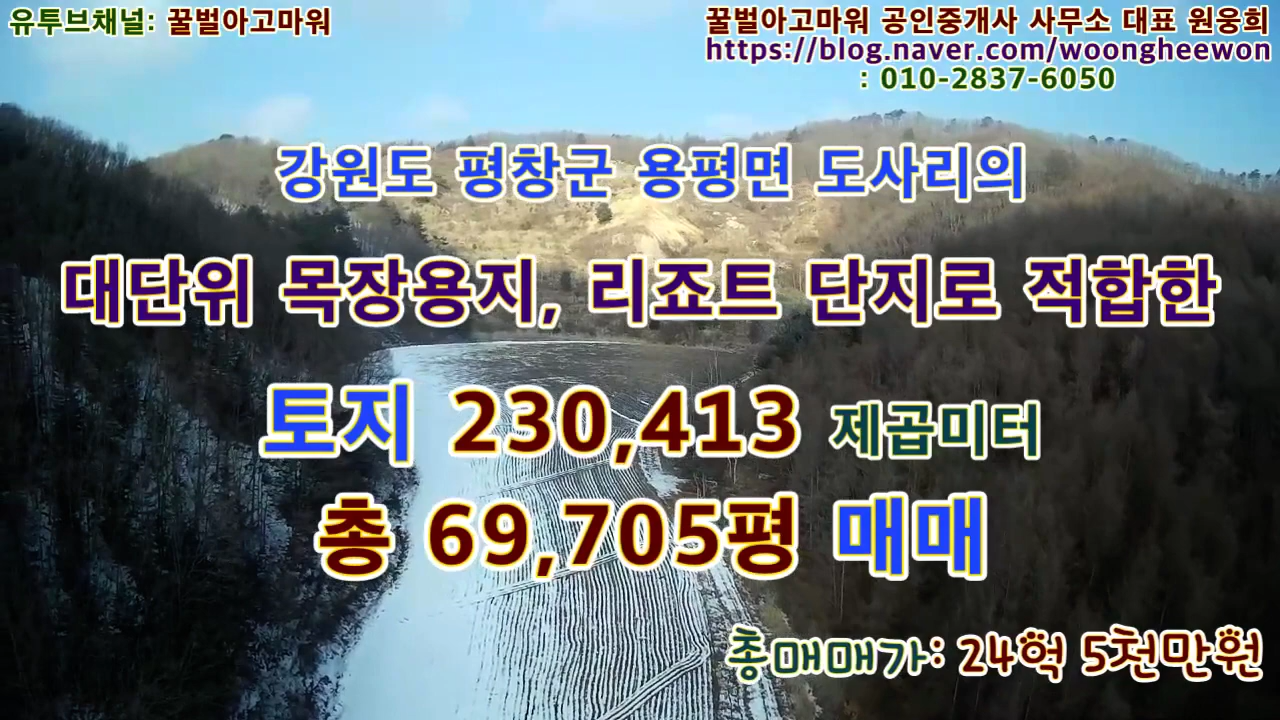 유투브채널: 꿀벌아고마워
꿀벌아고마워 공인중개사 사무소 대표 원웅희
https://blog.naver.com/woongheewon
: 010-2837-6050
강원도 평창군 용평면 도사리의
대단위 목장용지, 리죠트 단지로 적합한
토지 230,413 제곱미터
총 69,705평 매매
총매매가: 24억 5천만원